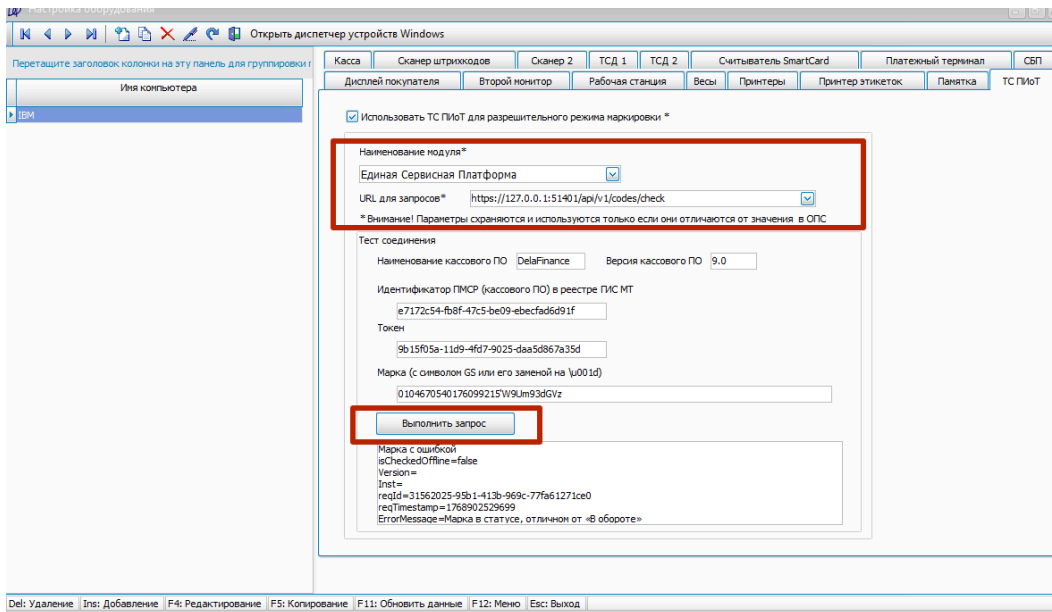 Настройка оборудования
Открыть диспетчер устройств Windows
Перетащите заголовок колонки на эту панель для группировки
Имя компьютера
IBM
Касса Сканер штрихкодов Сканер 2 ТСД 1 ТСД 2 Считыватель SmartCard Платежный терминал СБП
Дисплей покупателя Второй монитор Рабочая станция Весы Принтеры Принтер этикеток Памятка ТС ПИоТ
Использовать ТС ПИоТ для разрешительного режима маркировки *
Наименование модуля*
Единая Сервисная Платформа
URL для запросов* https://127.0.0.1:51401/api/v1/codes/check
* Внимание! Параметры схраняются и используются только если они отличаются от значения в ОПС
Тест соединения
Наименование кассового ПО DelaFinance Версия кассового ПО 9.0
Идентификатор ПМСР (кассового ПО) в реестре ГИС МТ
e7172c54-fb8f-47c5-be09-ebecfad6d91f
Токен
9b15f05a-11d9-4fd7-9025-daa5d867a35d
Марка (с символом GS или его заменой на \u001d)
0104670540176099215'W9Um93dGVz
Выполнить запрос
Марка с ошибкой
isCheckedOffline=false
Version=
Inst=
reqId=31562025-95b1-413b-969c-77fa61271ce0
reqTimestamp=1768902529699
ErrorMessage=Марка в статусе, отличном от «В обороте»
Del: Удаление Ins: Добавление F4: Редактирование F5: Копирование F11: Обновить данные F12: Меню Esc: Выход